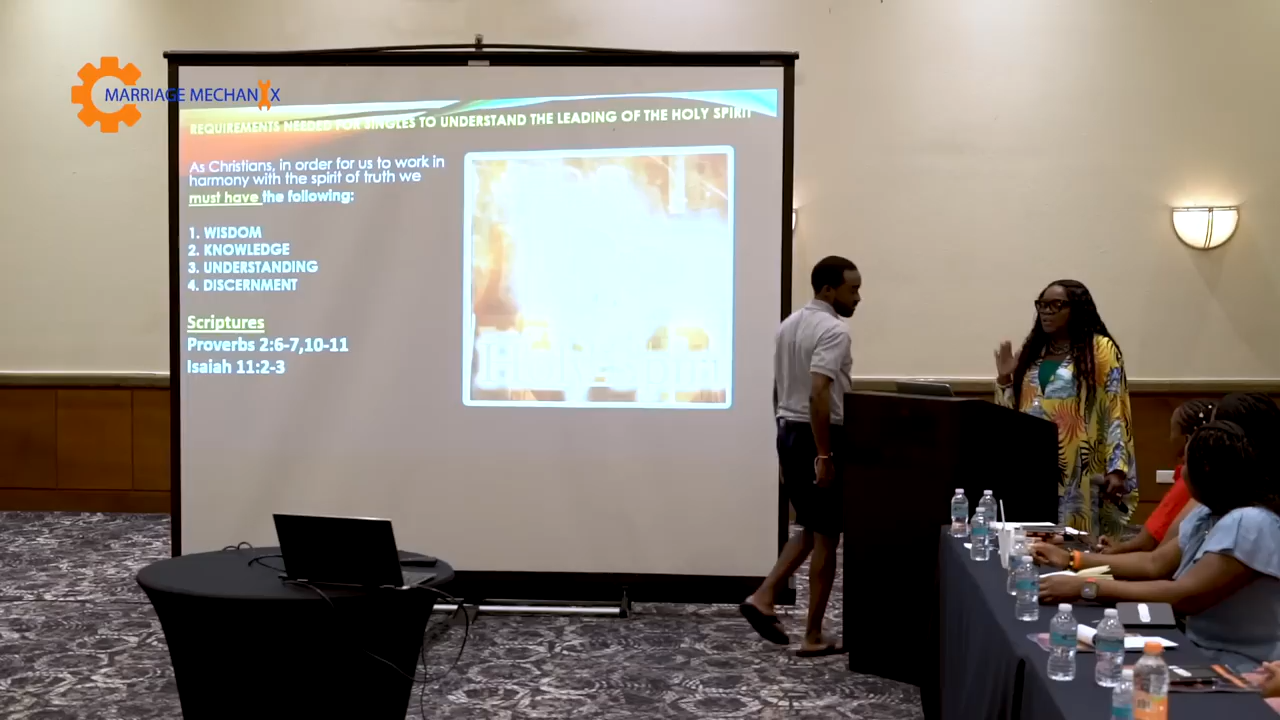 MARRIAGE MECHANIX
REQUIREMENTS NEEDED FOR SINGLES TO UNDERSTAND THE LEADING OF THE HOLY SPIRIT
As Christians, in order for us to work in
harmony with the spirit of truth we
must have the following:
1. WISDOM
2. KNOWLEDGE
3. UNDERSTANDING
4. DISCERNMENT
Scriptures
Proverbs 2:6-7,10-11
Isaiah 11:2-3